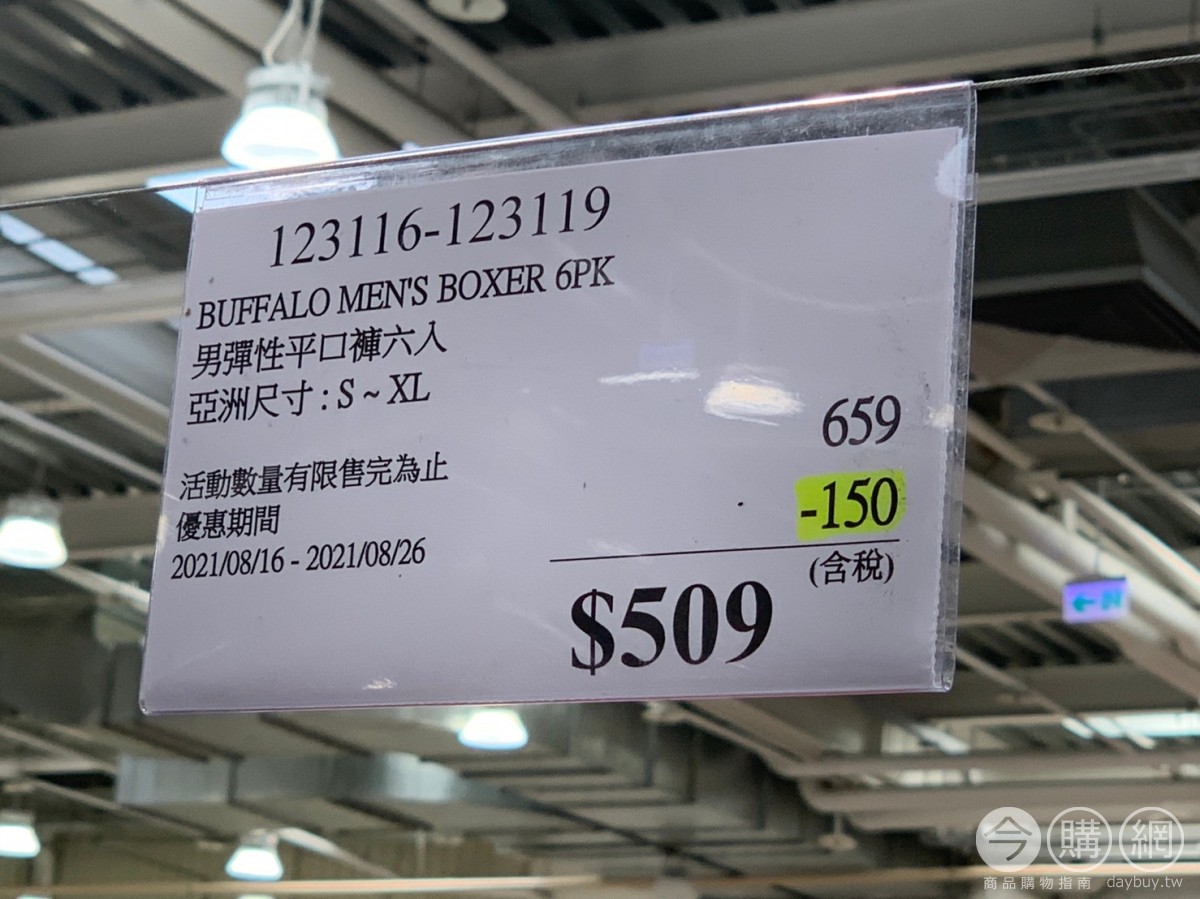 123116-123119
BUFFALO MEN'S BOXER 6PK
男彈性平口褲六入
亞洲尺寸 : S ~ XL
659
活動數量有限售完為止
-150
優惠期間
2021/08/16 - 2021/08/26
(含稅)
$509
今購網
商品購物指南 daybuy.tw